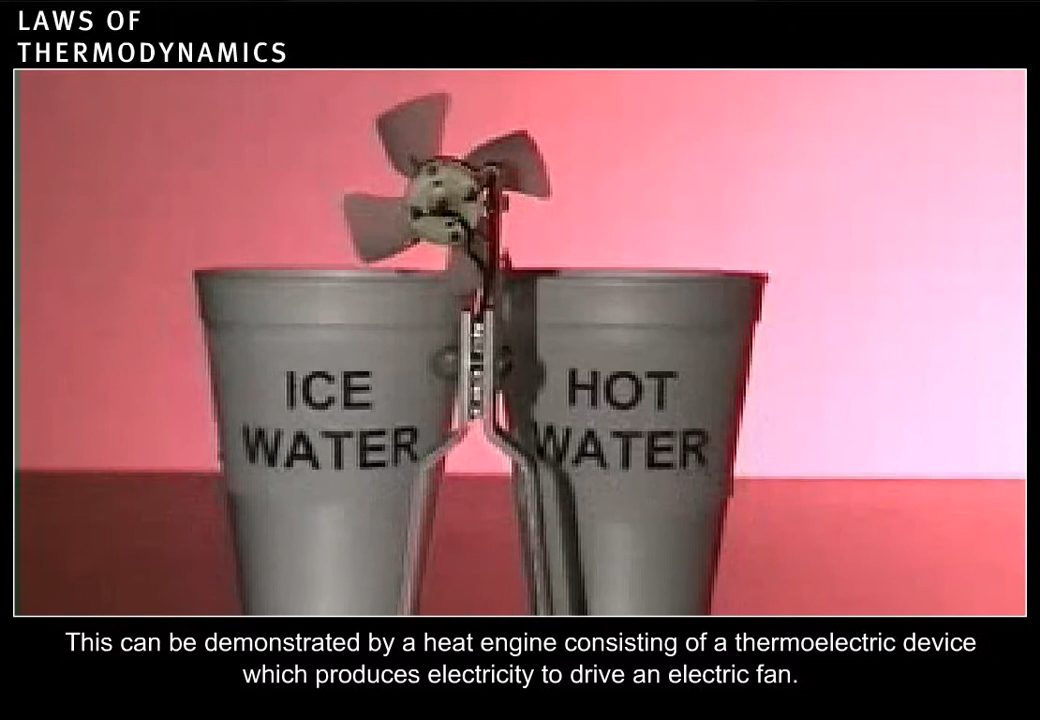 LAWS OF
THERMODYNAMICS
ICE
WATER
HOT
WATER
This can be demonstrated by a heat engine consisting of a thermoelectric device
which produces electricity to drive an electric fan.